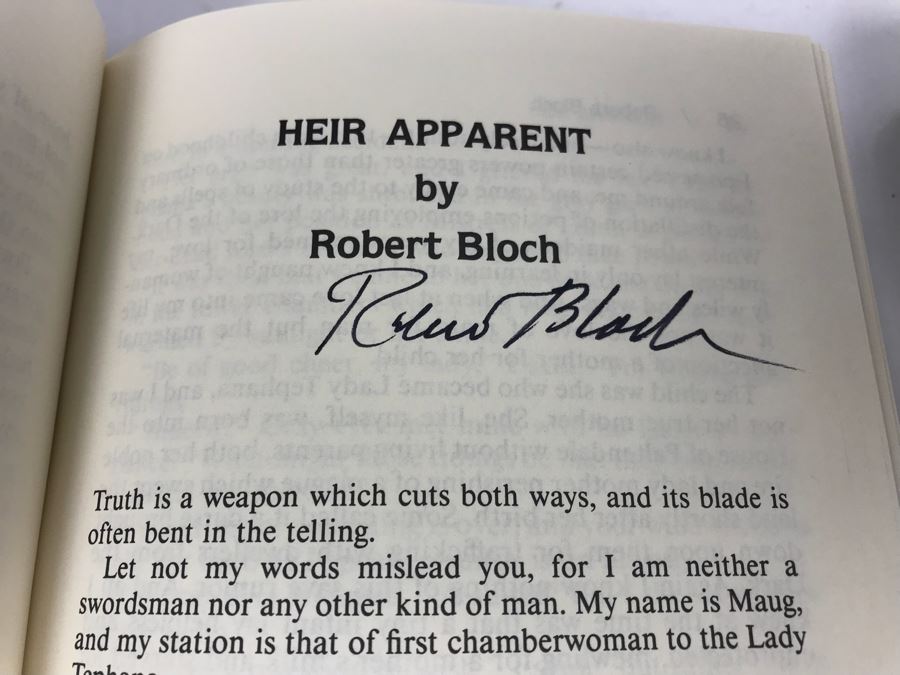 HEIR APPARENT
by
Robert Bloch
Robert Bloch
Truth is a weapon which cuts both ways, and its blade is
often bent in the telling.
Let not my words mislead you, for I am neither a
swordsman nor any other kind of man. My name is Maug,
and my station is that of first chamberwoman to the Lady